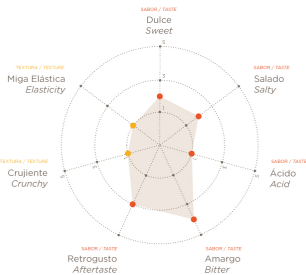 SABOR / TASTE
Dulce
Sweet
5
3
1
TEXTURA / TEXTURE
Miga Elástica
Elasticity
SABOR / TASTE
Salado
Salty
TEXTURA / TEXTURE
Crujiente
Crunchy
SABOR / TASTE
Ácido
Acid
SABOR / TASTE
Retrogusto
Aftertaste
SABOR / TASTE
Amargo
Bitter